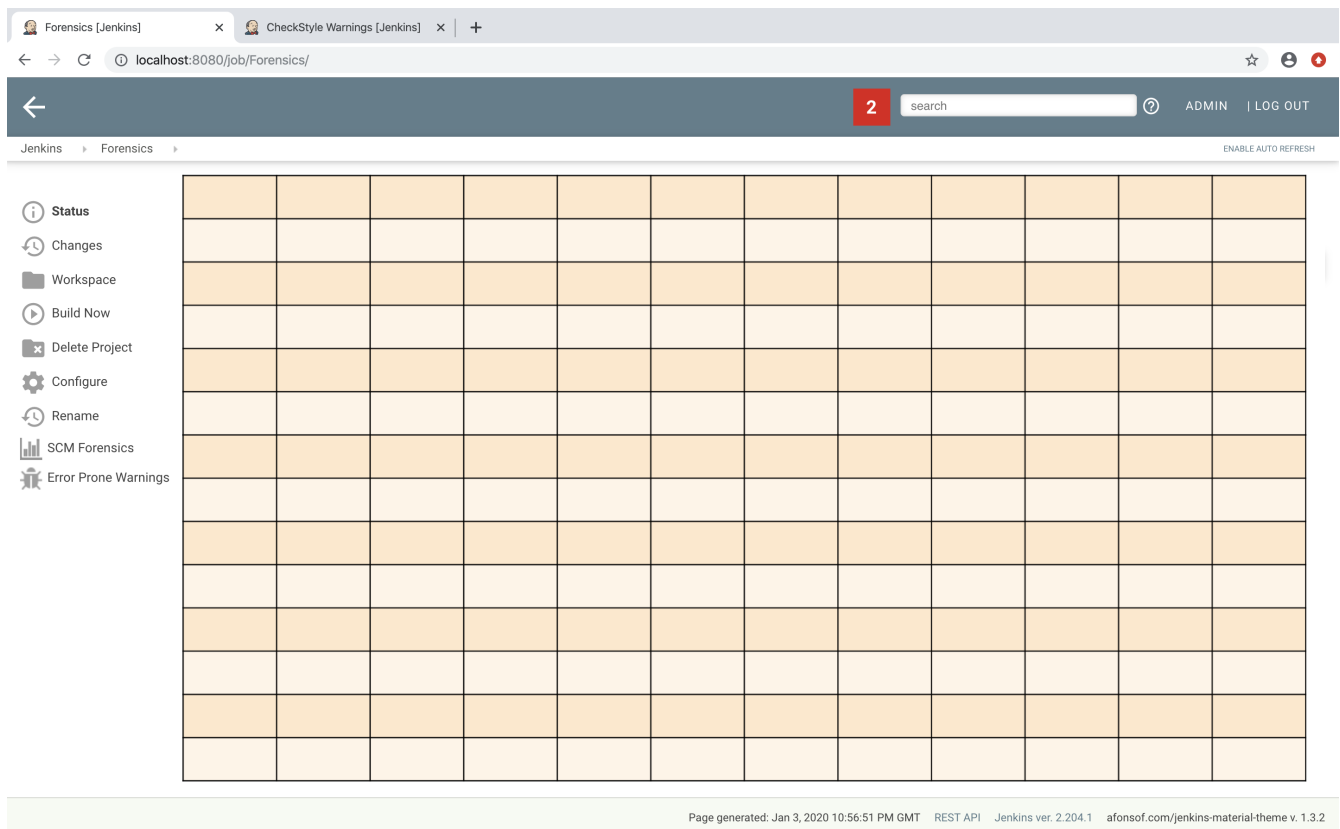 Forensics [Jenkins] CheckStyle Warnings [Jenkins]
localhost:8080/job/Forensics/
2 search ADMIN | LOG OUT
Jenkins Forensics ENABLE AUTO REFRESH
Status
Changes
Workspace
Build Now
Delete Project
Configure
Rename
SCM Forensics
Error Prone Warnings
Page generated: Jan 3, 2020 10:56:51 PM GMT REST API Jenkins ver. 2.204.1 afonsof.com/jenkins-material-theme v. 1.3.2